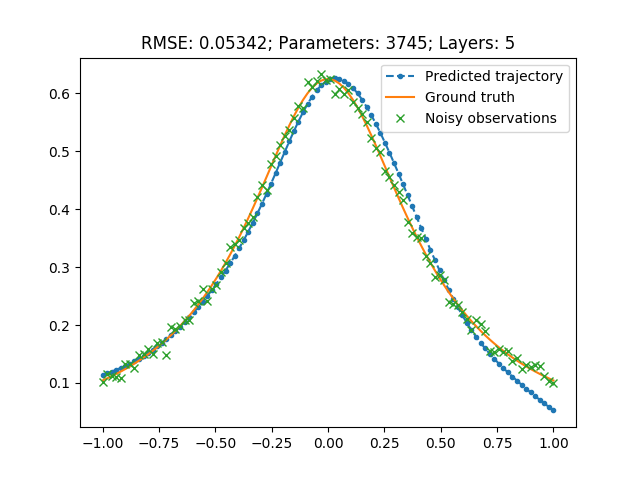 RMSE: 0.05342; Parameters: 3745; Layers: 5
Predicted trajectory
Ground truth
Noisy observations
0.6
0.5
0.4
0.3
0.2
0.1
−1.00 −0.75 −0.50 −0.25 0.00 0.25 0.50 0.75 1.00